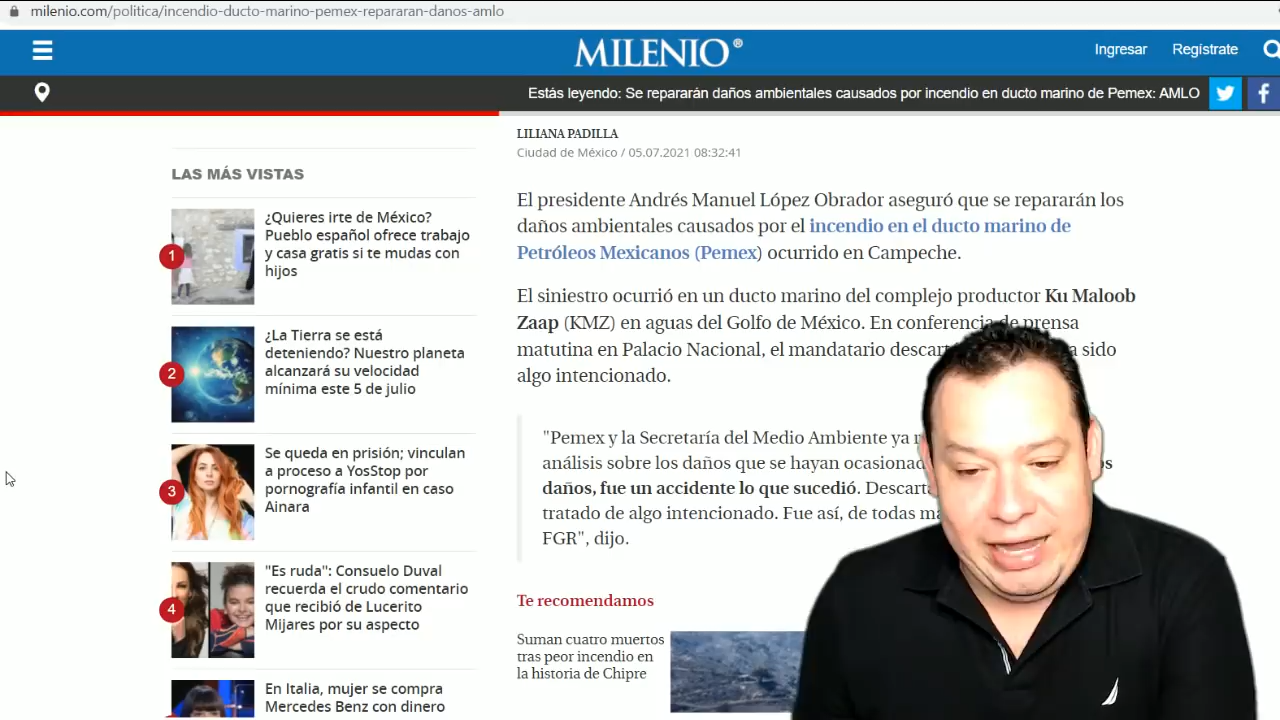 milenio.com/politica/incendio-ducto-marino-pemex-repararan-danos-amlo
MILENIO®
Ingresar
Regístrate
Estás leyendo: Se repararán daños ambientales causados por incendio en ducto marino de Pemex: AMLO
LAS MÁS VISTAS
1
¿Quieres irte de México?
Pueblo español ofrece trabajo
y casa gratis si te mudas con
hijos
2
¿La Tierra se está
deteniendo? Nuestro planeta
alcanzará su velocidad
mínima este 5 de julio
3
Se queda en prisión; vinculan
a proceso a YosStop por
pornografía infantil en caso
Ainara
4
"Es ruda": Consuelo Duval
recuerda el crudo comentario
que recibió de Lucerito
Mijares por su aspecto
En Italia, mujer se compra
Mercedes Benz con dinero
LILIANA PADILLA
Ciudad de México / 05.07.2021 08:32:41
El presidente Andrés Manuel López Obrador aseguró que se repararán los
daños ambientales causados por el incendio en el ducto marino de
Petróleos Mexicanos (Pemex) ocurrido en Campeche.
El siniestro ocurrió en un ducto marino del complejo productor Ku Maloob
Zaap (KMZ) en aguas del Golfo de México. En conferencia de prensa
matutina en Palacio Nacional, el mandatario sido
algo intencionado.
"Pemex y la Secretaría del Medio Ambiente ya
análisis sobre los daños que se hayan
daños, fue un accidente lo que sucedió.
tratado de algo intencionado. Fue así, de todas
FGR", dijo.
Te recomendamos
Suman cuatro muertos
tras peor incendio en
la historia de Chipre